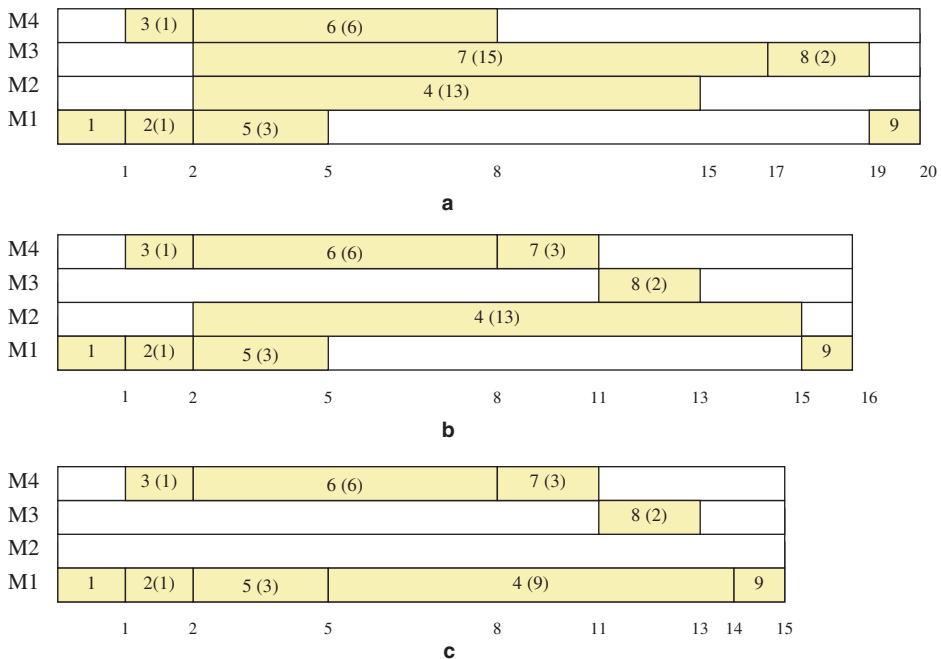 M4 3 (1) 6 (6)
M3 7 (15) 8 (2)
M2 4 (13)
M1 1 2(1) 5 (3) 9
1 2 5 8 15 17 19 20
a
M4 3 (1) 6 (6) 7 (3)
M3 8 (2)
M2 4 (13)
M1 1 2(1) 5 (3) 9
1 2 5 8 11 13 15 16
b
M4 3 (1) 6 (6) 7 (3)
M3 8 (2)
M2
M1 1 2(1) 5 (3) 4 (9) 9
1 2 5 8 11 13 14 15
c